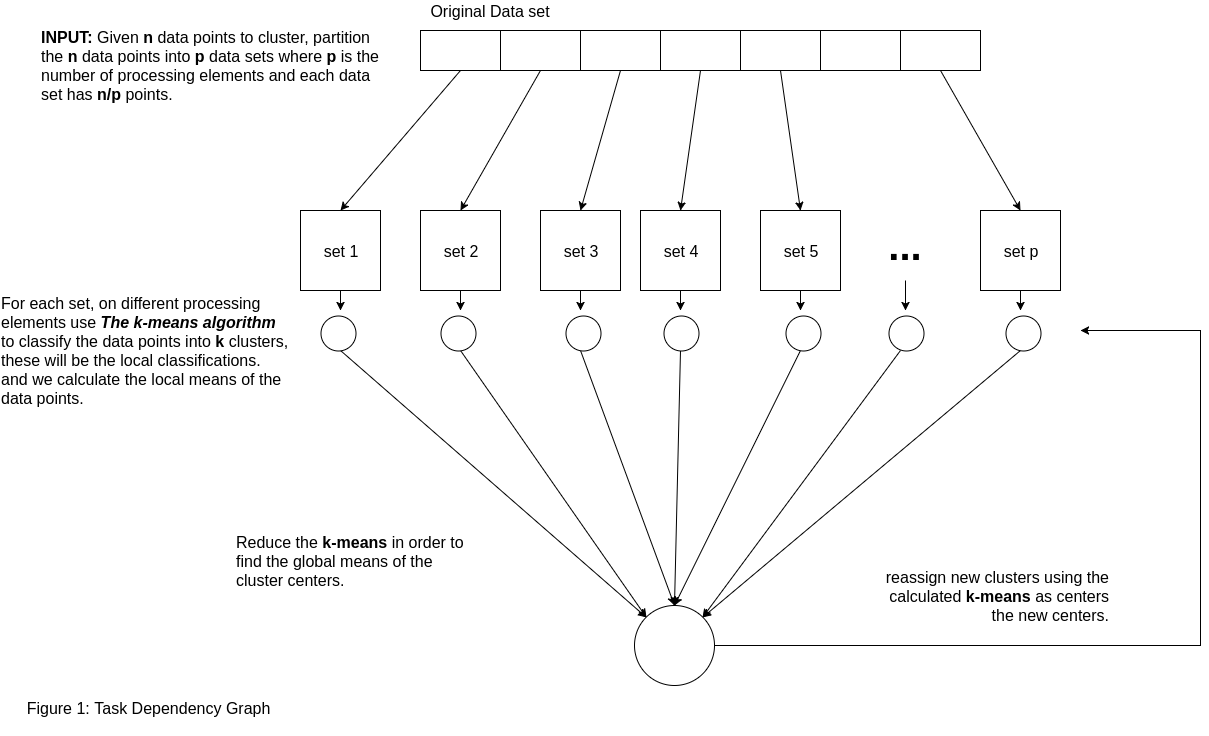 Original Data set
INPUT: Given n data points to cluster, partition
the n data points into p data sets where p is the
number of processing elements and each data
set has n/p points.
set 1
set 2
set 3
set 4
set 5
...
set p
For each set, on different processing
elements use The k-means algorithm
to classify the data points into k clusters,
these will be the local classifications.
and we calculate the local means of the
data points.
Reduce the k-means in order to
find the global means of the
cluster centers.
reassign new clusters using the
calculated k-means as centers
the new centers.
Figure 1: Task Dependency Graph